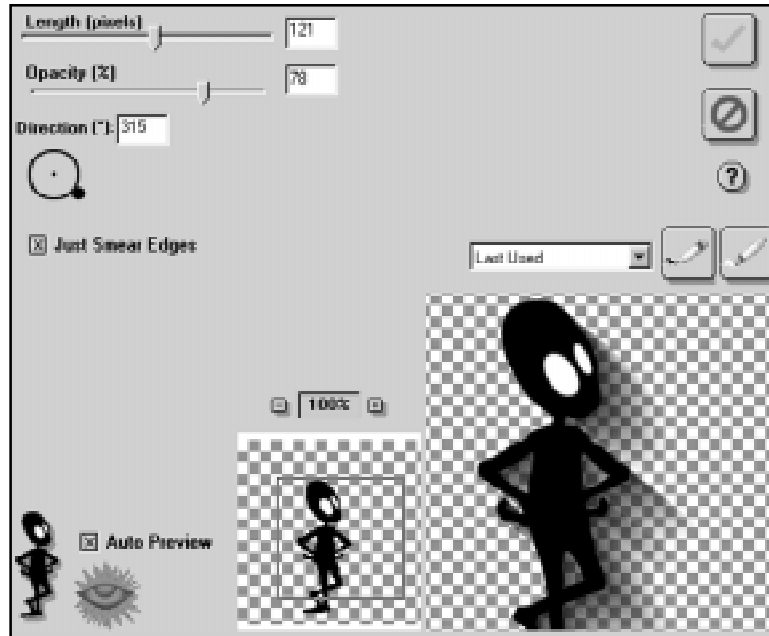 Length (pixels)
121
Opacity (%)
78
Direction (°): 315
?
Just Smear Edges
Last Used
100%
Auto Preview